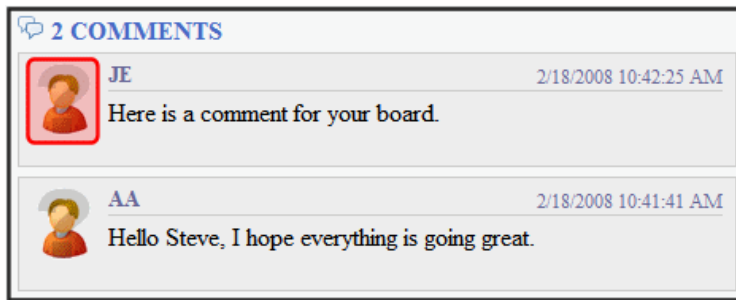 2 COMMENTS
JE 2/18/2008 10:42:25 AM
Here is a comment for your board.
AA 2/18/2008 10:41:41 AM
Hello Steve, I hope everything is going great.